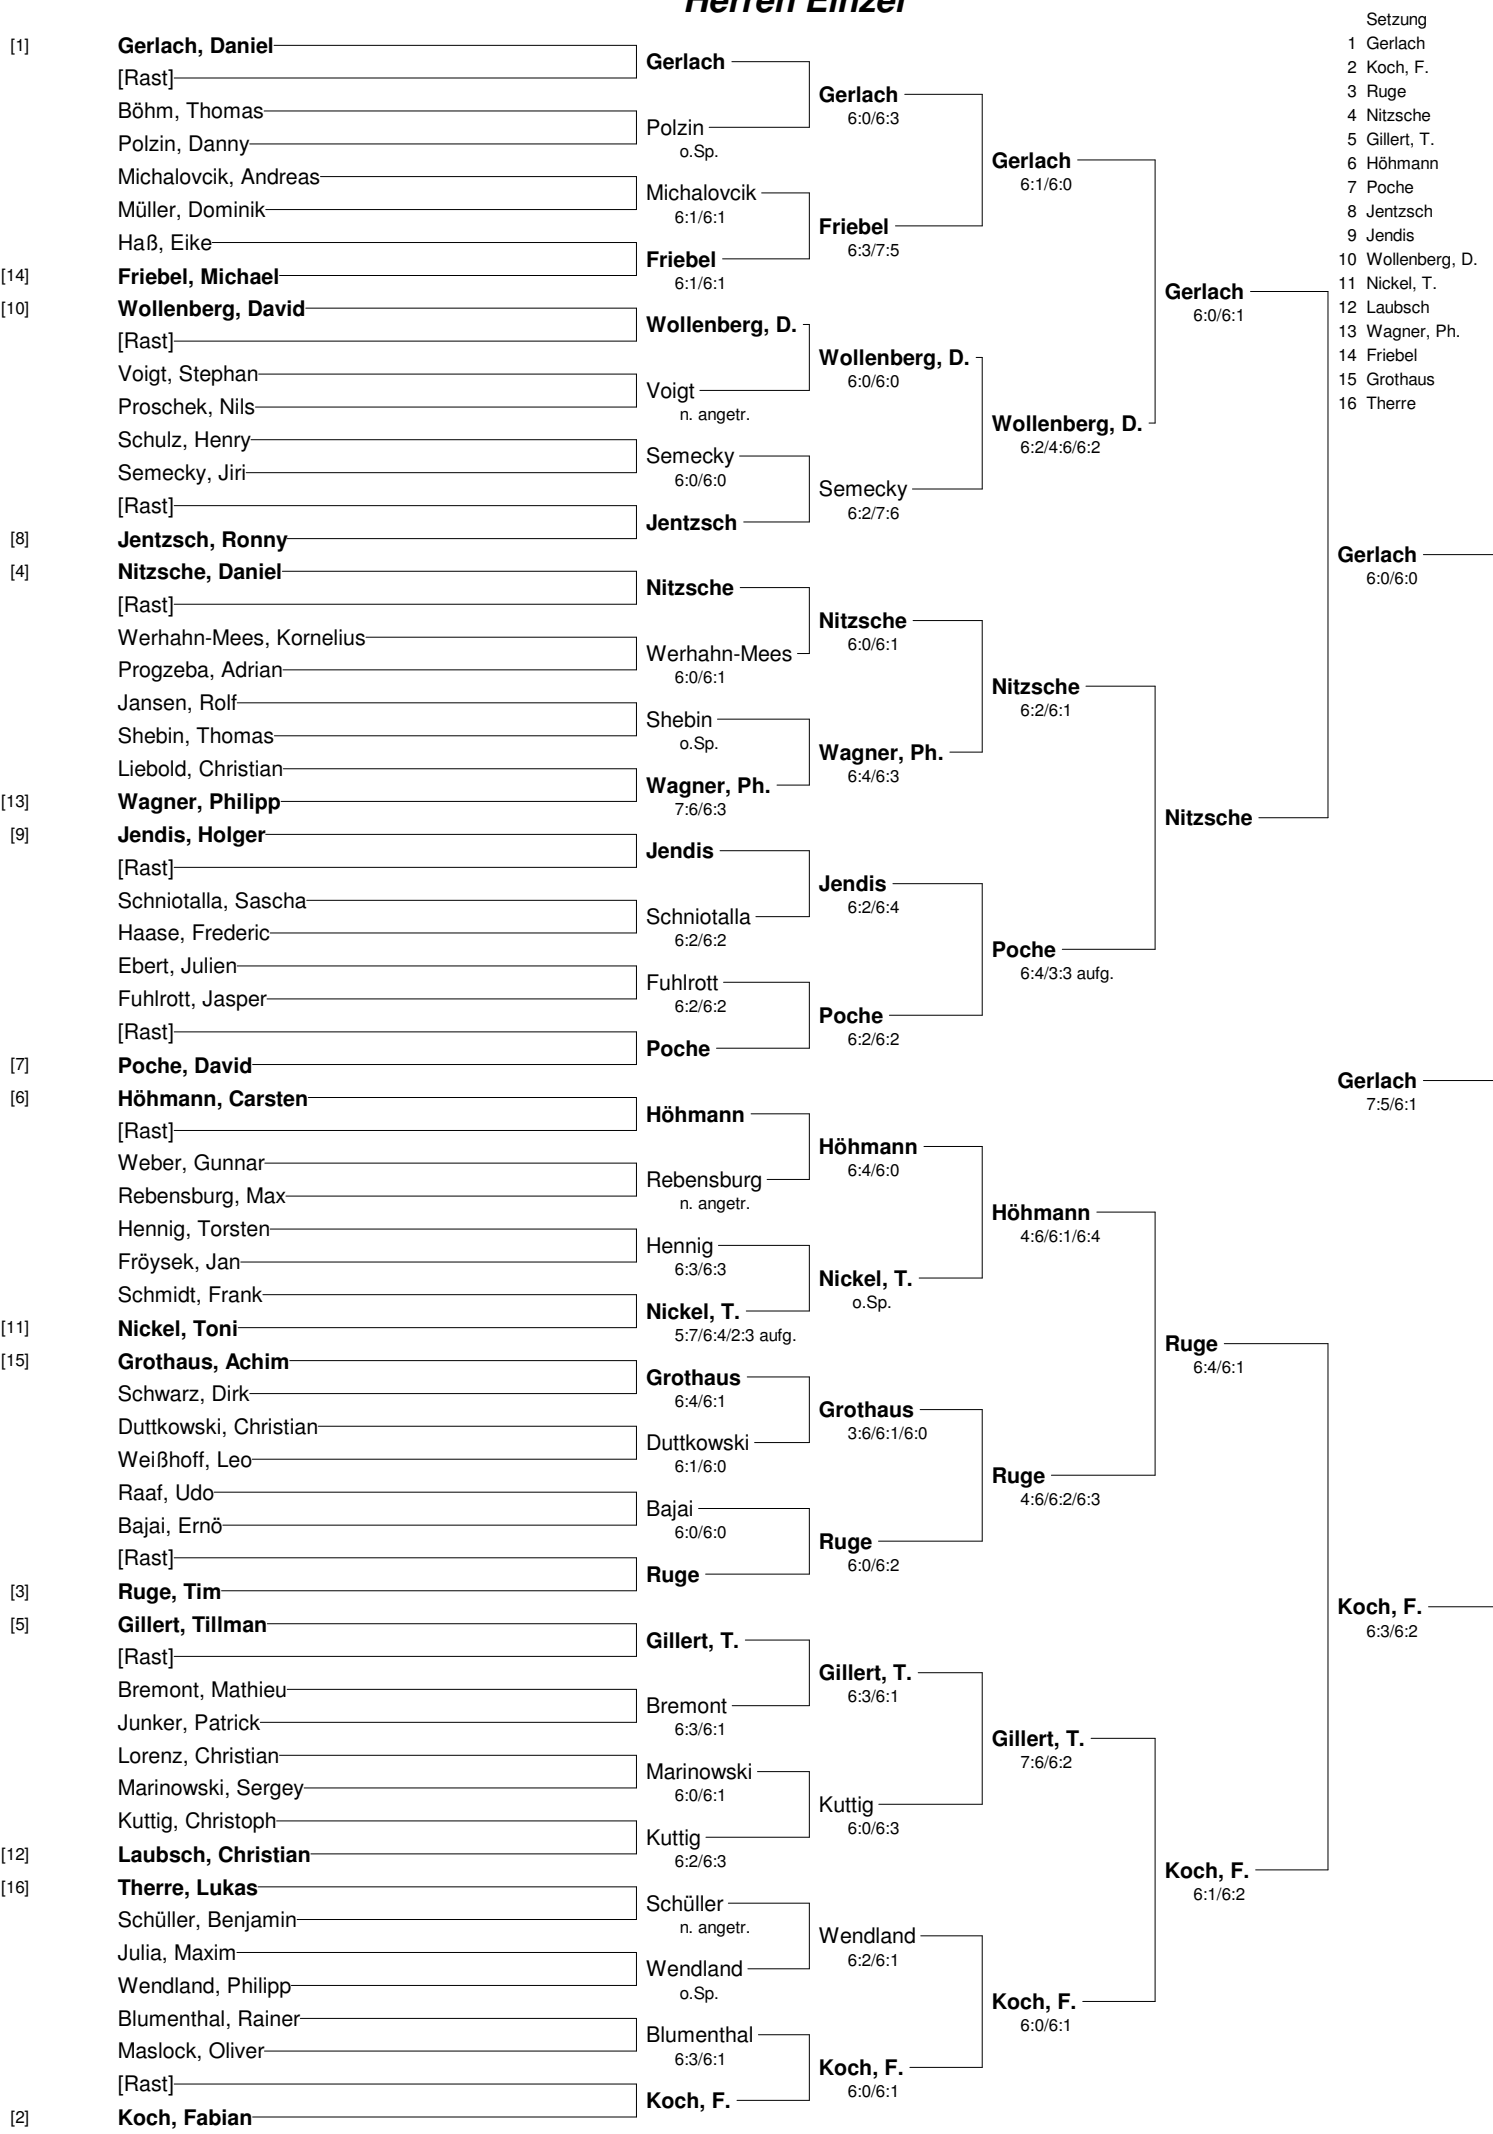 Herren Einzel
Setzung
1 Gerlach
2 Koch, F.
3 Ruge
4 Nitzsche
5 Gillert, T.
6 Höhmann
7 Poche
8 Jentzsch
9 Jendis
10 Wollenberg, D.
11 Nickel, T.
12 Laubsch
13 Wagner, Ph.
14 Friebel
15 Grothaus
16 Therre
[1] Gerlach, Daniel
[Rast]
Böhm, Thomas
Polzin, Danny
Michalovcik, Andreas
Müller, Dominik
Haß, Eike
[14] Friebel, Michael
[10] Wollenberg, David
[Rast]
Voigt, Stephan
Proschek, Nils
Schulz, Henry
Semecky, Jiri
[Rast]
[8] Jentzsch, Ronny
[4] Nitzsche, Daniel
[Rast]
Werhahn-Mees, Kornelius
Progzeba, Adrian
Jansen, Rolf
Shebin, Thomas
Liebold, Christian
[13] Wagner, Philipp
[9] Jendis, Holger
[Rast]
Schniotalla, Sascha
Haase, Frederic
Ebert, Julien
Fuhlrott, Jasper
[Rast]
[7] Poche, David
[6] Höhmann, Carsten
[Rast]
Weber, Gunnar
Rebensburg, Max
Hennig, Torsten
Fröysek, Jan
Schmidt, Frank
[11] Nickel, Toni
[15] Grothaus, Achim
Schwarz, Dirk
Duttkowski, Christian
Weißhoff, Leo
Raaf, Udo
Bajai, Ernö
[Rast]
[3] Ruge, Tim
[5] Gillert, Tillman
[Rast]
Bremont, Mathieu
Junker, Patrick
Lorenz, Christian
Marinowski, Sergey
Kuttig, Christoph
[12] Laubsch, Christian
[16] Therre, Lukas
Schüller, Benjamin
Julia, Maxim
Wendland, Philipp
Blumenthal, Rainer
Maslock, Oliver
[Rast]
[2] Koch, Fabian
Gerlach
Polzin
o.Sp.
Michalovcik
6:1/6:1
Friebel
6:1/6:1
Wollenberg, D.
Voigt
n. angetr.
Semecky
6:0/6:0
Jentzsch
Nitzsche
Werhahn-Mees
6:0/6:1
Shebin
o.Sp.
Wagner, Ph.
7:6/6:3
Jendis
Schniotalla
6:2/6:2
Fuhlrott
6:2/6:2
Poche
Höhmann
Rebensburg
n. angetr.
Hennig
6:3/6:3
Nickel, T.
5:7/6:4/2:3 aufg.
Grothaus
6:4/6:1
Duttkowski
6:1/6:0
Bajai
6:0/6:0
Ruge
Gillert, T.
Bremont
6:3/6:1
Marinowski
6:0/6:1
Kuttig
6:2/6:3
Schüller
n. angetr.
Wendland
o.Sp.
Blumenthal
6:3/6:1
Koch, F.
Gerlach
6:0/6:3
Friebel
6:3/7:5
Wollenberg, D.
6:0/6:0
Semecky
6:2/7:6
Nitzsche
6:0/6:1
Wagner, Ph.
6:4/6:3
Jendis
6:2/6:4
Poche
6:2/6:2
Höhmann
6:4/6:0
Nickel, T.
o.Sp.
Grothaus
3:6/6:1/6:0
Ruge
6:0/6:2
Gillert, T.
6:3/6:1
Kuttig
6:0/6:3
Wendland
6:2/6:1
Koch, F.
6:0/6:1
Gerlach
6:1/6:0
Wollenberg, D.
6:2/4:6/6:2
Nitzsche
6:2/6:1
Poche
6:4/3:3 aufg.
Höhmann
4:6/6:1/6:4
Ruge
4:6/6:2/6:3
Gillert, T.
7:6/6:2
Koch, F.
6:0/6:1
Gerlach
6:0/6:1
Nitzsche
Ruge
6:4/6:1
Koch, F.
6:1/6:2
Gerlach
6:0/6:0
Gerlach
7:5/6:1
Koch, F.
6:3/6:2